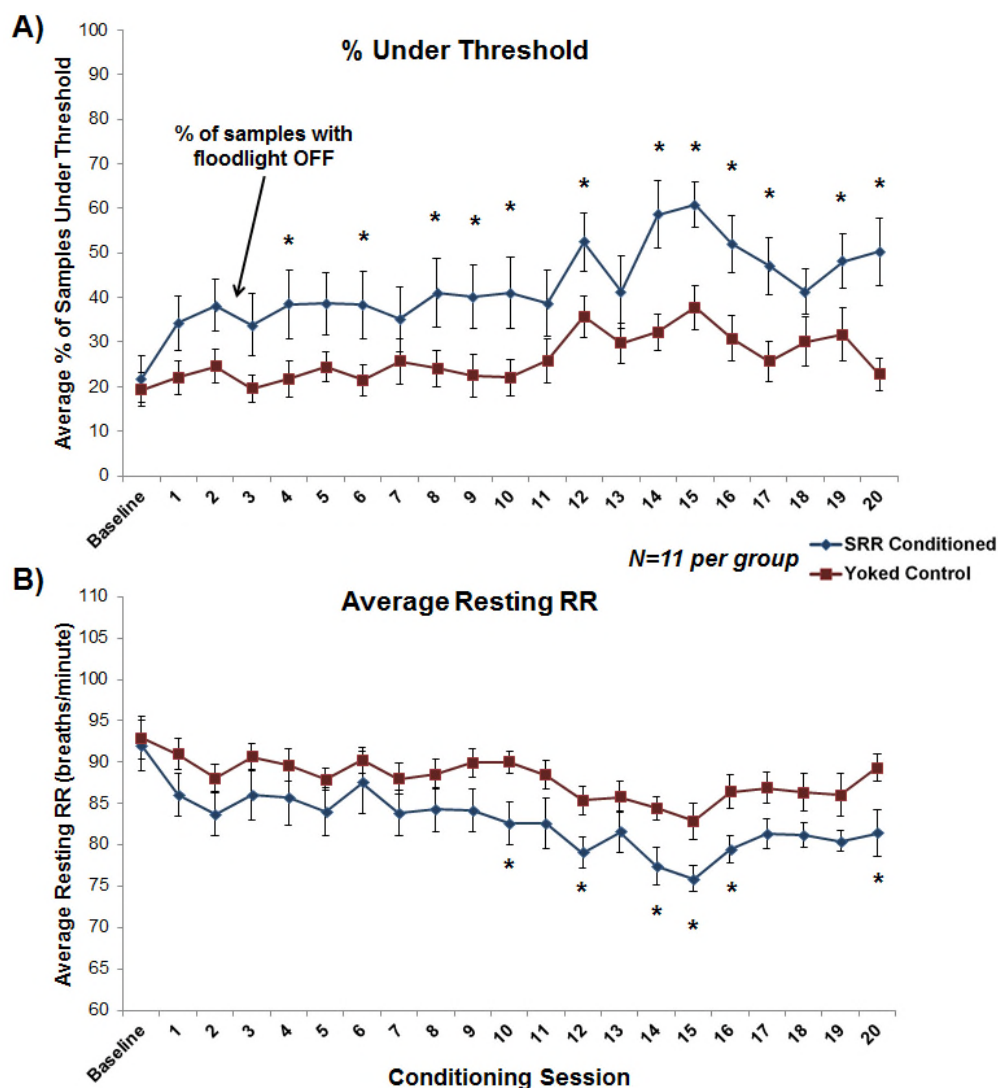 A)
% Under Threshold
Average % of Samples Under Threshold
100
90
80
70
60
50
40
30
20
10
0
% of samples with
floodlight OFF
* * * * * * * * * * * * *
Baseline 1 2 3 4 5 6 7 8 9 10 11 12 13 14 15 16 17 18 19 20
N=11 per group
SRR Conditioned
Yoked Control
B)
Average Resting RR
Average Resting RR (breaths/minute)
110
105
100
95
90
85
80
75
70
65
60
* * * * * *
Baseline 1 2 3 4 5 6 7 8 9 10 11 12 13 14 15 16 17 18 19 20
Conditioning Session